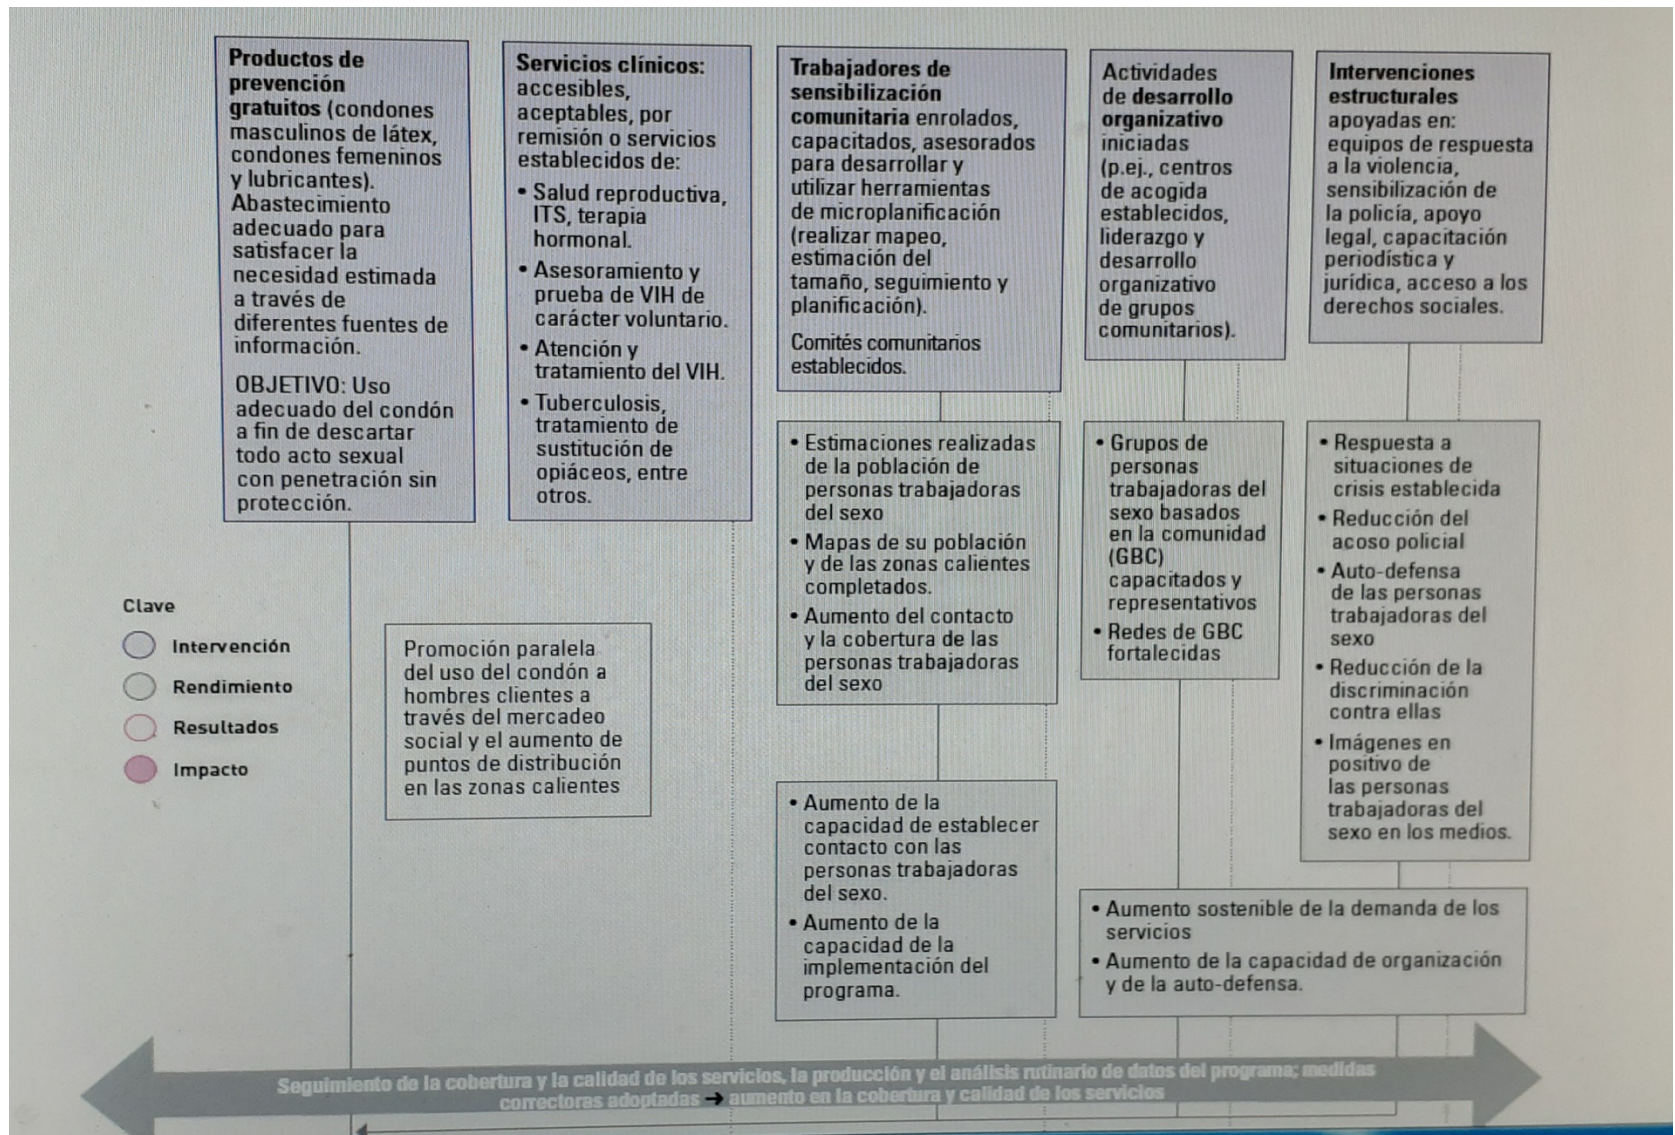 Productos de
prevención
gratuitos (condones
masculinos de látex,
condones femeninos
y lubricantes).
Abastecimiento
adecuado para
satisfacer la
necesidad estimada
a través de
diferentes fuentes de
información.
OBJETIVO: Uso
adecuado del condón
a fin de descartar
todo acto sexual
con penetración sin
protección.
Servicios clínicos:
accesibles,
aceptables, por
remisión o servicios
establecidos de:
• Salud reproductiva,
ITS, terapia
hormonal.
• Asesoramiento y
prueba de VIH de
carácter voluntario.
• Atención y
tratamiento del VIH.
• Tuberculosis,
tratamiento de
sustitución de
opiáceos, entre
otros.
Trabajadores de
sensibilización
comunitaria enrolados,
capacitados, asesorados
para desarrollar y
utilizar herramientas
de microplanificación
(realizar mapeo,
estimación del
tamaño, seguimiento y
planificación).
Comités comunitarios
establecidos.
Actividades
de desarrollo
organizativo
iniciadas
(p.ej., centros
de acogida
establecidos,
liderazgo y
desarrollo
organizativo
de grupos
comunitarios).
Intervenciones
estructurales
apoyadas en:
equipos de respuesta
a la violencia,
sensibilización de
la policía, apoyo
legal, capacitación
periodística y
jurídica, acceso a los
derechos sociales.
• Estimaciones realizadas
de la población de
personas trabajadoras
del sexo
• Mapas de su población
y de las zonas calientes
completados.
• Aumento del contacto
y la cobertura de las
personas trabajadoras
del sexo
• Grupos de
personas
trabajadoras del
sexo basados
en la comunidad
(GBC)
capacitados y
representativos
• Redes de GBC
fortalecidas
• Respuesta a
situaciones de
crisis establecida
• Reducción del
acoso policial
• Auto-defensa
de las personas
trabajadoras del
sexo
• Reducción de la
discriminación
contra ellas
• Imágenes en
positivo de
las personas
trabajadoras del
sexo en los medios.
Clave
Intervención
Rendimiento
Resultados
Impacto
Promoción paralela
del uso del condón a
hombres clientes a
través del mercadeo
social y el aumento de
puntos de distribución
en las zonas calientes
• Aumento de la
capacidad de establecer
contacto con las
personas trabajadoras
del sexo.
• Aumento de la
capacidad de la
implementación del
programa.
• Aumento sostenible de la demanda de los
servicios
• Aumento de la capacidad de organización
y de la auto-defensa.
Seguimiento de la cobertura y la calidad de los servicios, la producción y el análisis rutinario de datos del programa; medidas
correctoras adoptadas ➔ aumento en la cobertura y calidad de los servicios